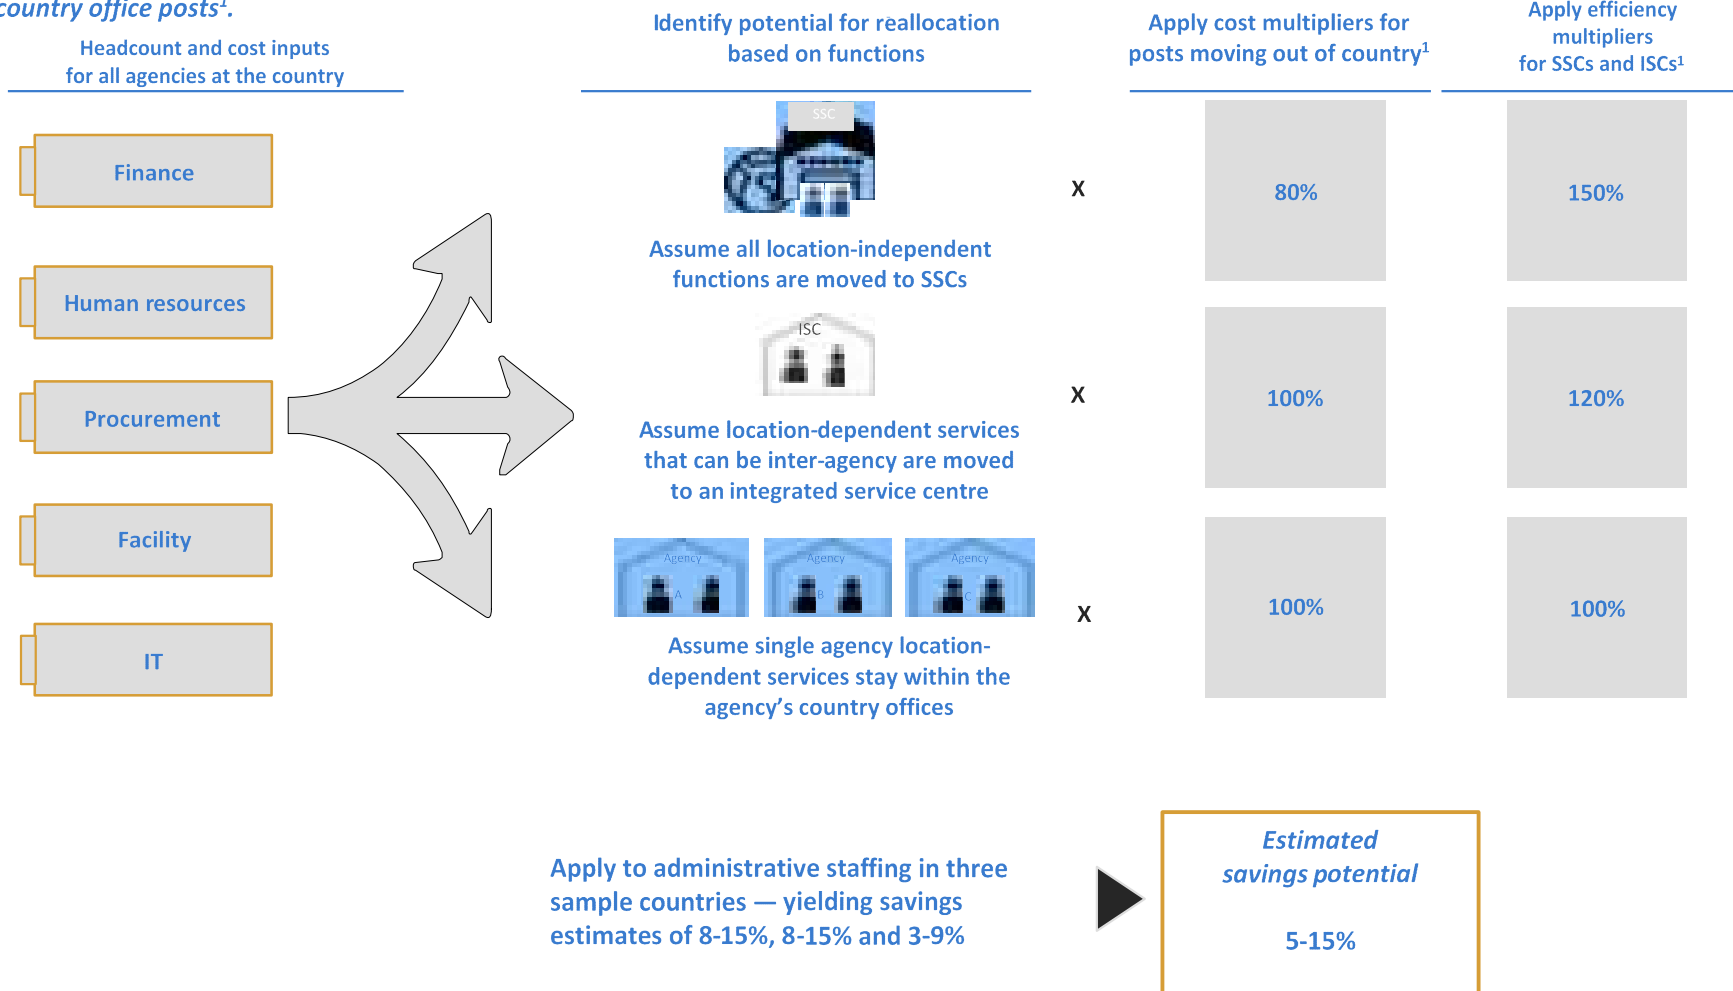 country office posts¹.
Headcount and cost inputs
for all agencies at the country
Identify potential for reallocation
based on functions
Apply cost multipliers for
posts moving out of country¹
Apply efficiency
multipliers
for SSCs and ISCs¹
Finance
Human resources
Procurement
Facility
IT
SSC
Assume all location-independent
functions are moved to SSCs
X
80%
150%
ISC
Assume location-dependent services
that can be inter-agency are moved
to an integrated service centre
X
100%
120%
Agency
A
Agency
B
Agency
C
Assume single agency location-
dependent services stay within the
agency’s country offices
X
100%
100%
Apply to administrative staffing in three
sample countries — yielding savings
estimates of 8-15%, 8-15% and 3-9%
Estimated
savings potential
5-15%